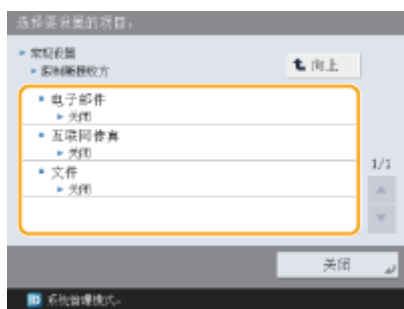 选择要设置的项目。
常规设置
限制新接收方
向上
电子邮件
关闭
互联网传真
关闭
文件
关闭
1/1
关闭
ID 系统管理模式。